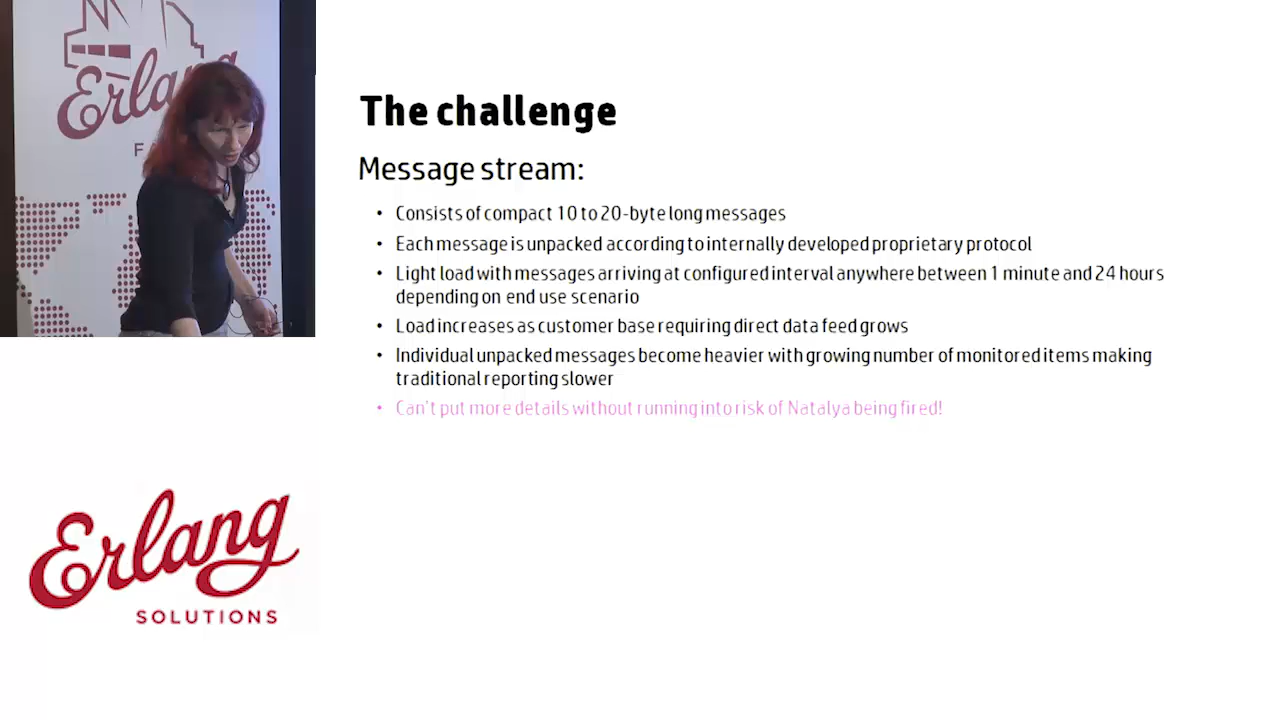 Erlang
The challenge
Message stream:
• Consists of compact 10 to 20-byte long messages
• Each message is unpacked according to internally developed proprietary protocol
• Light load with messages arriving at configured interval anywhere between 1 minute and 24 hours
depending on end use scenario
• Load increases as customer base requiring direct data feed grows
• Individual unpacked messages become heavier with growing number of monitored items making
traditional reporting slower
• Can't put more details without running into risk of Natalya being fired!
Erlang
SOLUTIONS